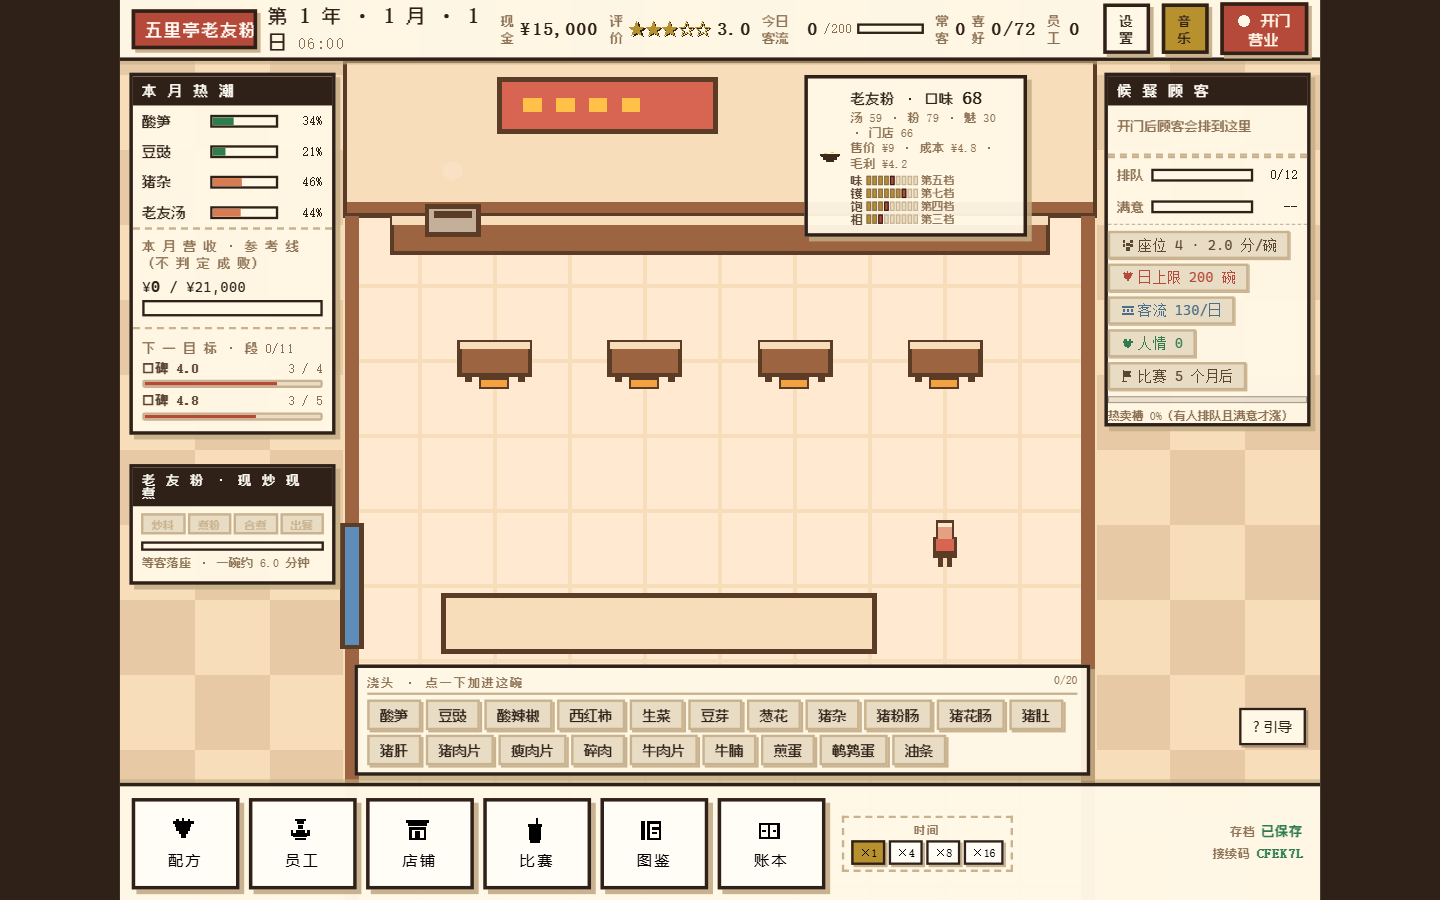 五里亭老友粉
第 1 年 · 1 月 · 1 日 06:00
现金 ¥15,000
评价 3.0
今日客流 0 /200
常客 0
喜好 0/72
员工 0
设置
音乐
开门营业
本月热潮
酸笋 34%
豆豉 21%
猪杂 46%
老友汤 44%
本月营收 · 参考线
(不判定成败)
¥0 / ¥21,000
下一目标 · 段 0/11
口碑 4.0 3 / 4
口碑 4.8 3 / 5
老友粉 · 现炒现煮
炒料 煮粉 合煮 出餐
等客落座 · 一碗约 6.0 分钟
老友粉 · 口味 68
汤 59 · 粉 79 · 魅 30
· 门店 66
售价 ¥9 · 成本 ¥4.8 ·
毛利 ¥4.2
味 第五档
镬 第七档
饱 第四档
相 第三档
候餐顾客
开门后顾客会排到这里
排队 0/12
满意 --
座位 4 · 2.0 分/碗
日上限 200 碗
客流 130/日
人情 0
比赛 5 个月后
热卖槽 0% (有人排队且满意才涨)
浇头 · 点一下加进这碗 0/20
酸笋 豆豉 酸辣椒 西红柿 生菜 豆芽 葱花 猪杂 猪粉肠 猪花肠 猪肚
猪肝 猪肉片 瘦肉片 碎肉 牛肉片 牛腩 煎蛋 鹌鹑蛋 油条
? 引导
配方
员工
店铺
比赛
图鉴
账本
时间
×1 ×4 ×8 ×16
存档 已保存
接续码 CFEK7L